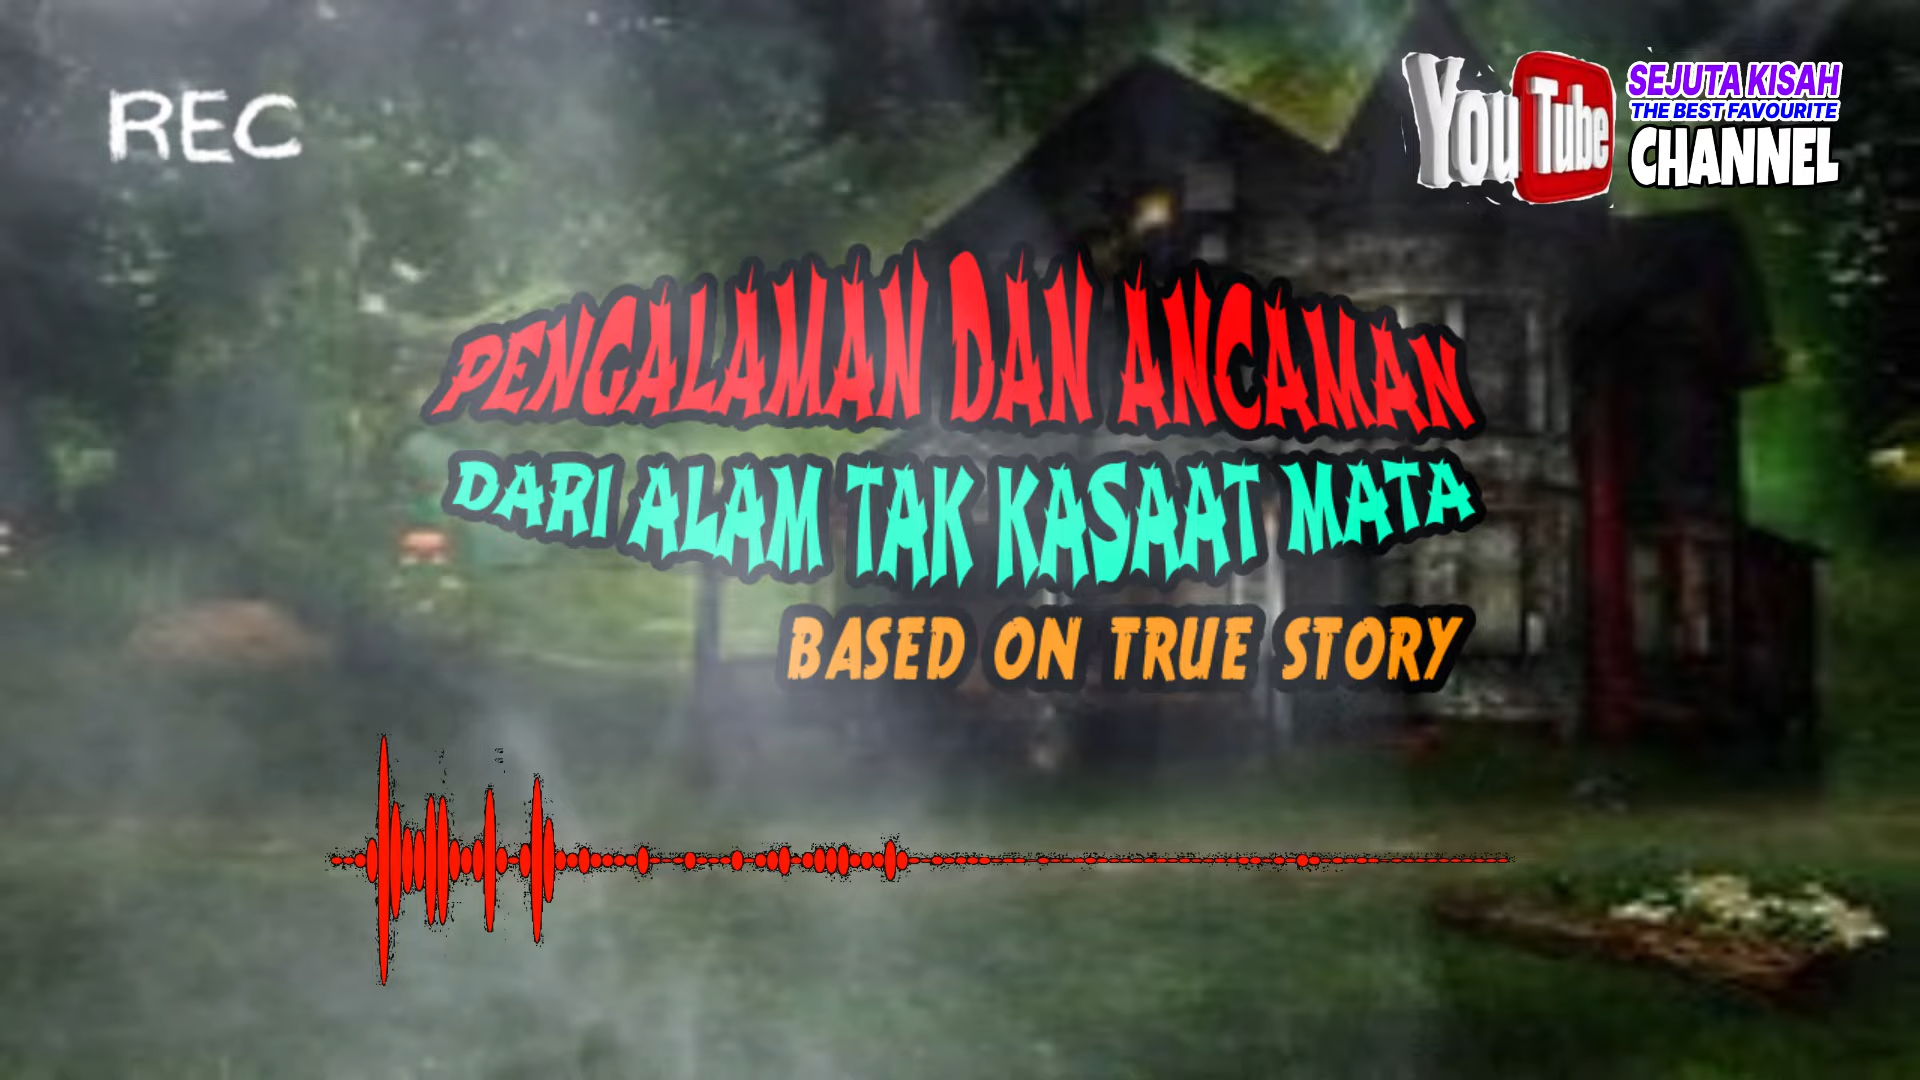 REC
YouTube
SEJUTA KISAH
THE BEST FAVOURITE
CHANNEL
PENGALAMAN DAN ANCAMAN
DARI ALAM TAK KASAAT MATA
BASED ON TRUE STORY